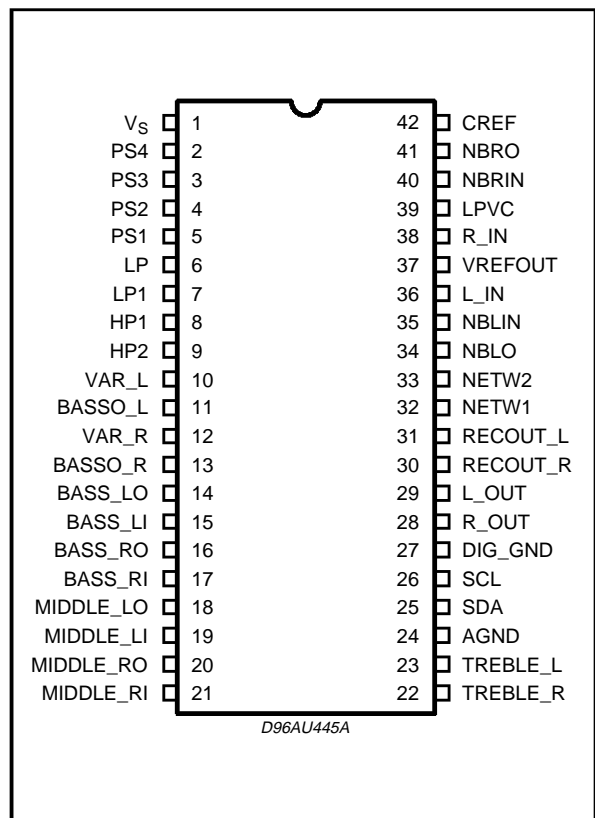 V_S 1 42 CREF
PS4 2 41 NBRO
PS3 3 40 NBRIN
PS2 4 39 LPVC
PS1 5 38 R_IN
LP 6 37 VREFOUT
LP1 7 36 L_IN
HP1 8 35 NBLIN
HP2 9 34 NBLO
VAR_L 10 33 NETW2
BASSO_L 11 32 NETW1
VAR_R 12 31 RECOUT_L
BASSO_R 13 30 RECOUT_R
BASS_LO 14 29 L_OUT
BASS_LI 15 28 R_OUT
BASS_RO 16 27 DIG_GND
BASS_RI 17 26 SCL
MIDDLE_LO 18 25 SDA
MIDDLE_LI 19 24 AGND
MIDDLE_RO 20 23 TREBLE_L
MIDDLE_RI 21 22 TREBLE_R
D96AU445A